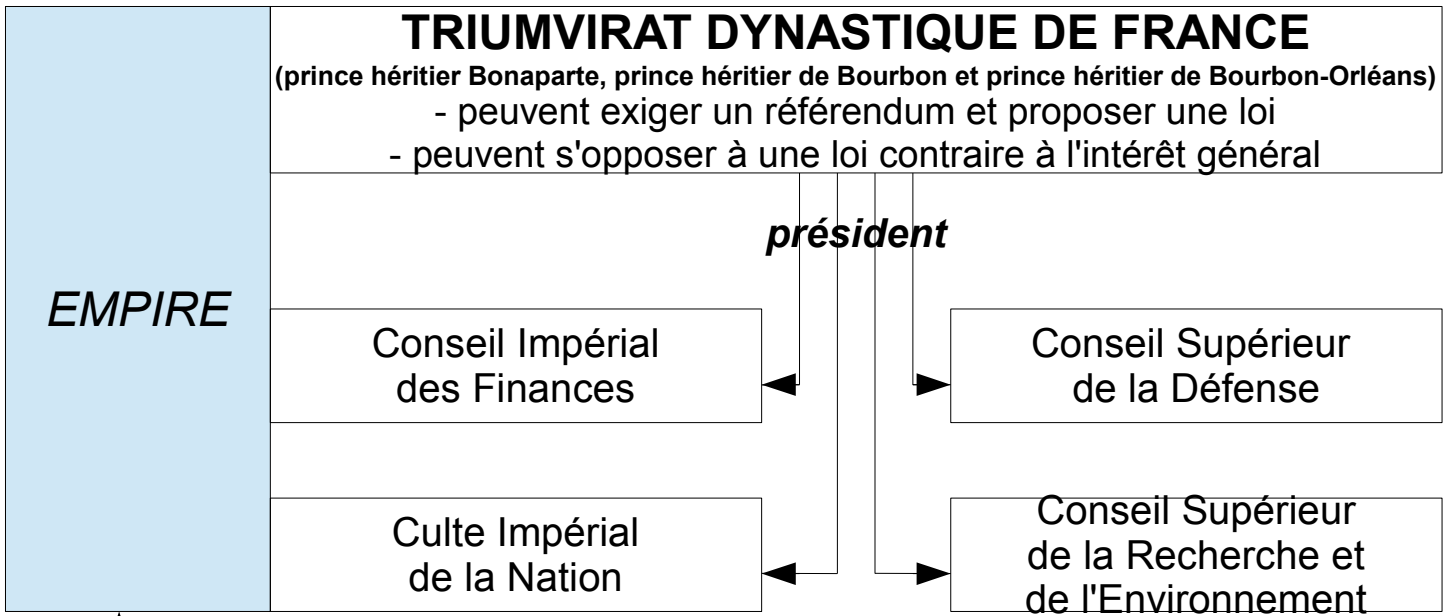 TRIUMVIRAT DYNASTIQUE DE FRANCE
(prince héritier Bonaparte, prince héritier de Bourbon et prince héritier de Bourbon-Orléans)
- peuvent exiger un référendum et proposer une loi
- peuvent s'opposer à une loi contraire à l'intérêt général
président
EMPIRE
Conseil Impérial
des Finances
Conseil Supérieur
de la Défense
Culte Impérial
de la Nation
Conseil Supérieur
de la Recherche et
de l'Environnement